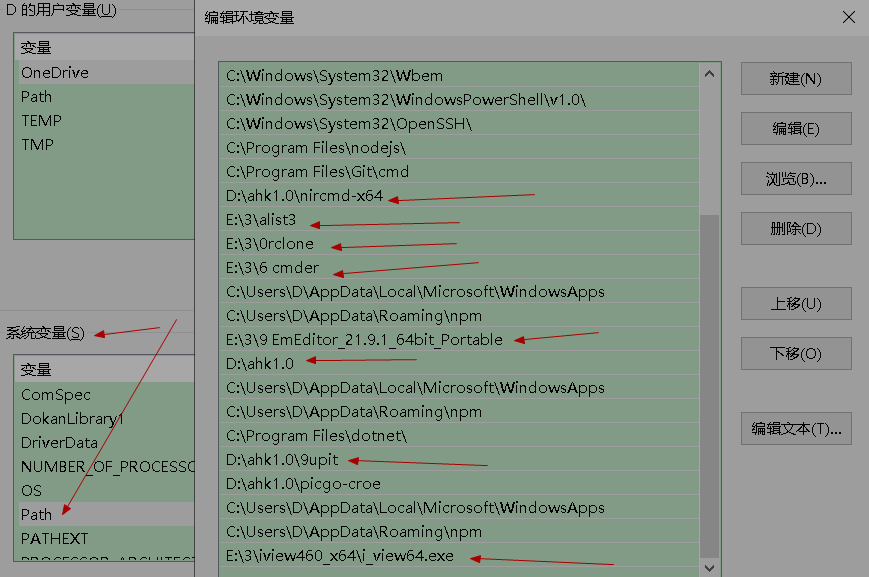 D 的用户变量(U)
变量
OneDrive
Path
TEMP
TMP
系统变量(S)
变量
ComSpec
DokanLibrary1
DriverData
NUMBER_OF_PROCESSO
OS
Path
PATHEXT
PROCESSOR_ARCHITECT
编辑环境变量
C:\Windows\System32\Wbem
C:\Windows\System32\WindowsPowerShell\v1.0\
C:\Windows\System32\OpenSSH\
C:\Program Files\nodejs\
C:\Program Files\Git\cmd
D:\ahk1.0\nircmd-x64
E:\3\alist3
E:\3\0rclone
E:\3\6 cmder
C:\Users\D\AppData\Local\Microsoft\WindowsApps
C:\Users\D\AppData\Roaming\npm
E:\3\9 EmEditor_21.9.1_64bit_Portable
D:\ahk1.0
C:\Users\D\AppData\Local\Microsoft\WindowsApps
C:\Users\D\AppData\Roaming\npm
C:\Program Files\dotnet\
D:\ahk1.0\9upit
D:\ahk1.0\picgo-croe
C:\Users\D\AppData\Local\Microsoft\WindowsApps
C:\Users\D\AppData\Roaming\npm
E:\3\iview460_x64\i_view64.exe
新建(N)
编辑(E)
浏览(B)...
删除(D)
上移(U)
下移(O)
编辑文本(T)...